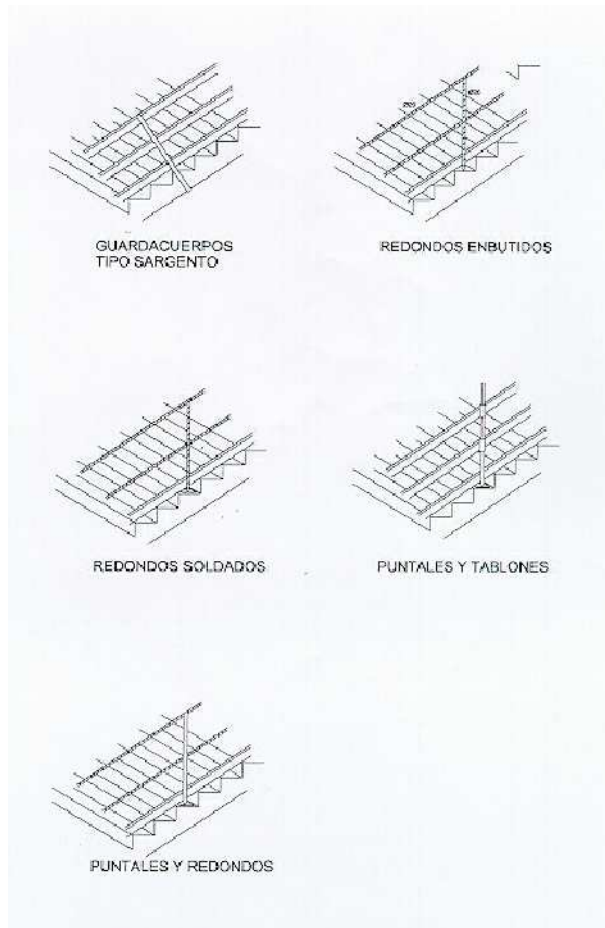 GUARDACUERPOS
TIPO SARGENTO
REDONDOS ENBUTIDOS
REDONDOS SOLDADOS
PUNTALES Y TABLONES
PUNTALES Y REDONDOS